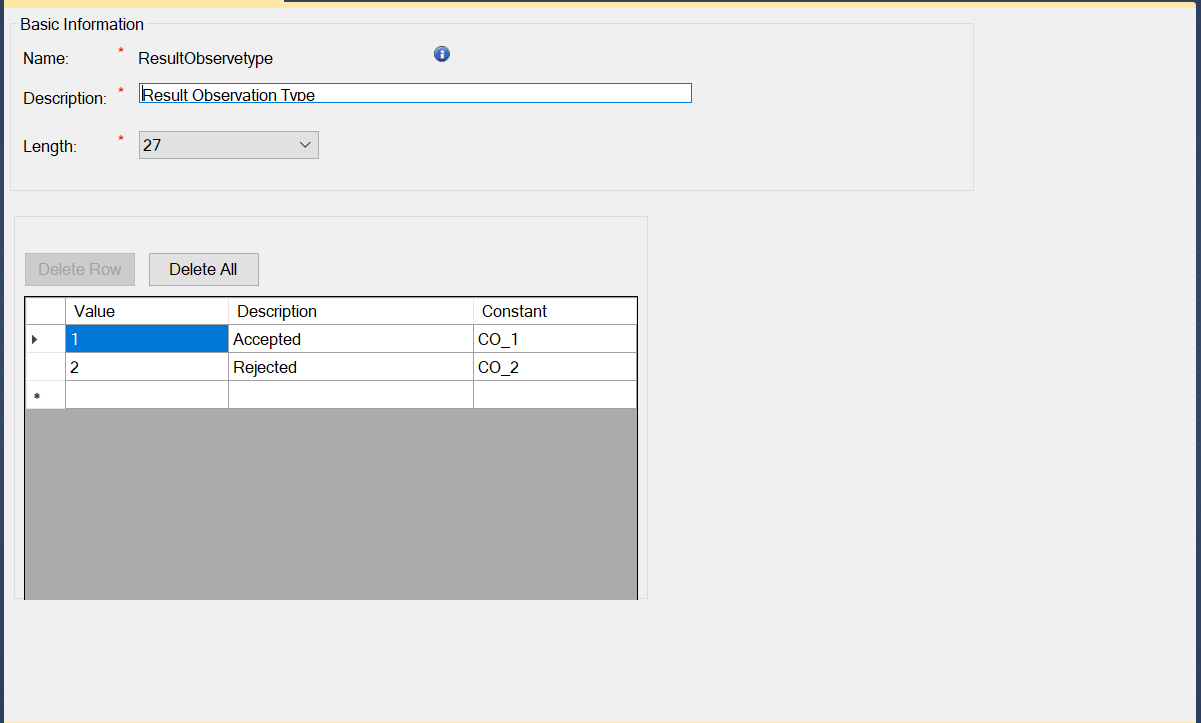 Basic Information
Name: * ResultObservetype
Description: * Result Observation Type
Length: * 27
Delete Row Delete All
Value Description Constant
1 Accepted CO_1
2 Rejected CO_2
*